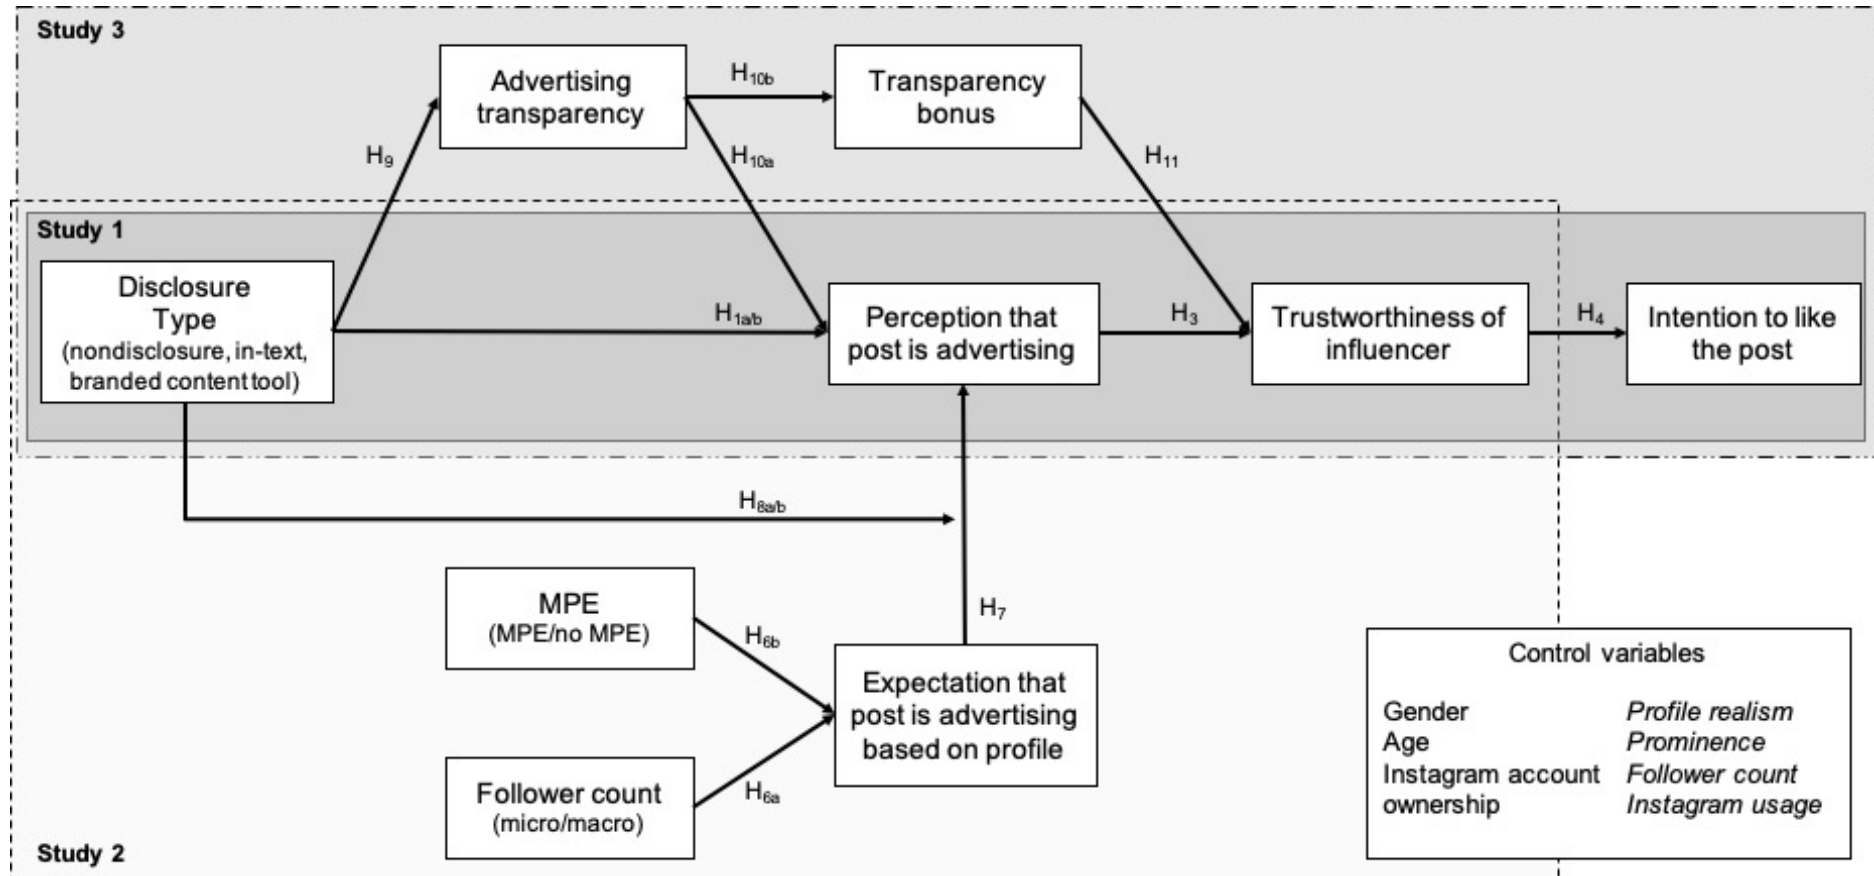 Study 3
Advertising
transparency
H10b
Transparency
bonus
H9
H10a
H11
Study 1
Disclosure
Type
(nondisclosure, in-text,
branded content tool)
H1a/b
Perception that
post is advertising
H3
Trustworthiness of
influencer
H4
Intention to like
the post
H8a/b
MPE
(MPE/no MPE)
H6b
H7
Expectation that
post is advertising
based on profile
Follower count
(micro/macro)
H6a
Control variables
Gender
Age
Instagram account
ownership
Profile realism
Prominence
Follower count
Instagram usage
Study 2